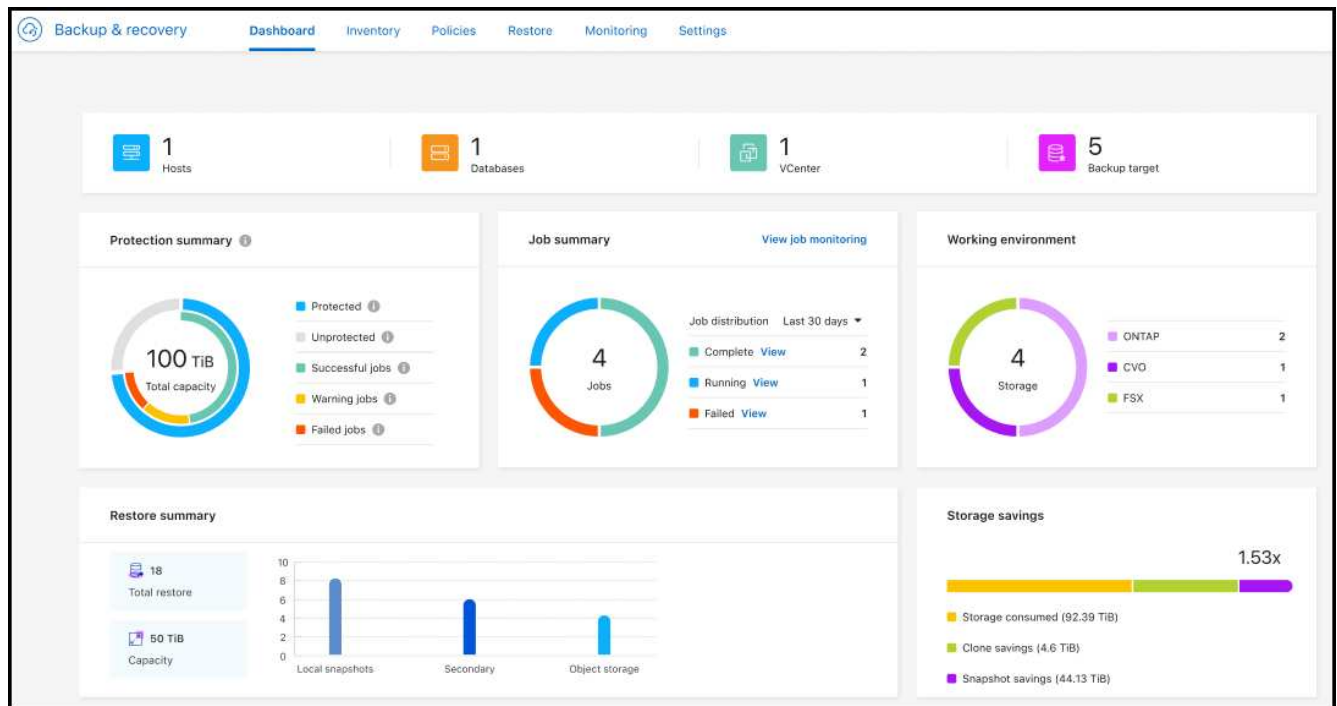 Backup & recovery Dashboard Inventory Policies Restore Monitoring Settings
1
Hosts
1
Databases
1
VCenter
5
Backup target
Protection summary
100 TiB
Total capacity
Protected
Unprotected
Successful jobs
Warning jobs
Failed jobs
Job summary View job monitoring
4
Jobs
Job distribution Last 30 days
Complete View 2
Running View 1
Failed View 1
Working environment
4
Storage
ONTAP 2
CVO 1
FSX 1
Restore summary
18
Total restore
50 TiB
Capacity
10
8
6
4
2
0
Local snapshots Secondary Object storage
Storage savings
1.53x
Storage consumed (92.39 TiB)
Clone savings (4.6 TiB)
Snapshot savings (44.13 TiB)